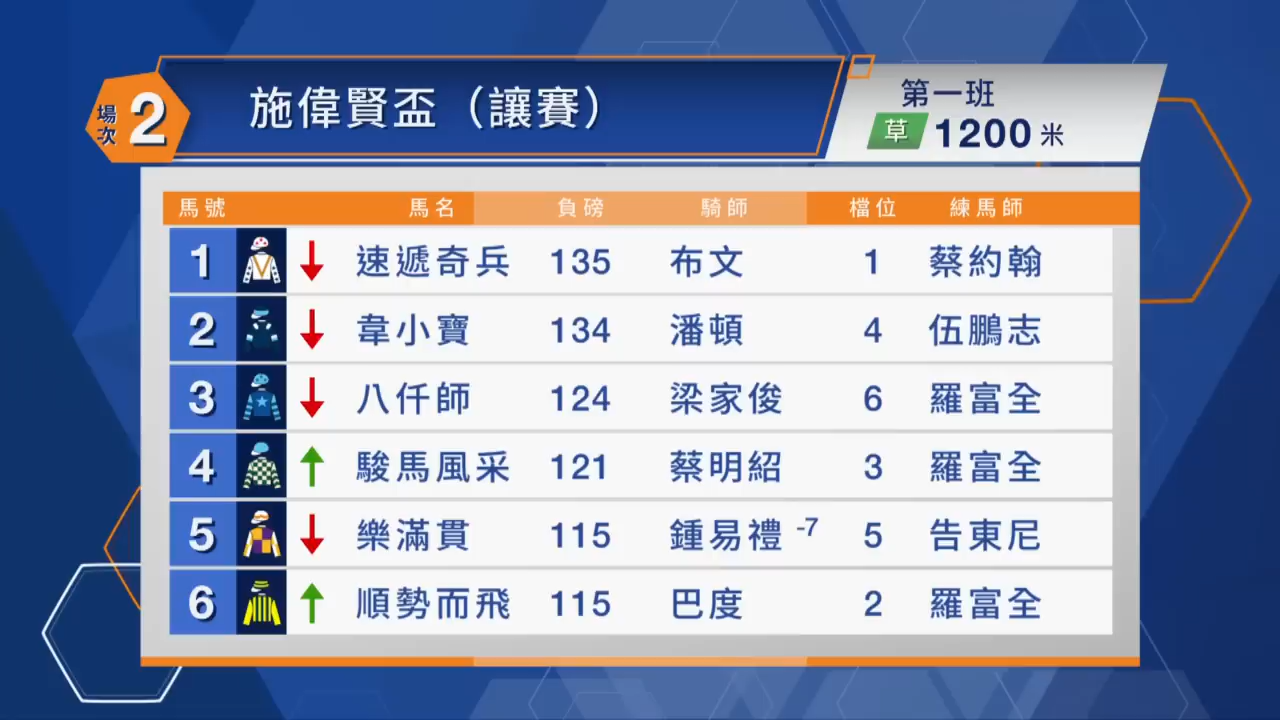 場次 2 施偉賢盃（讓賽）
第一班
草 1200 米
馬號 馬名 負磅 騎師 檔位 練馬師
1 速遞奇兵 135 布文 1 蔡約翰
2 韋小寶 134 潘頓 4 伍鵬志
3 八仟師 124 梁家俊 6 羅富全
4 駿馬風采 121 蔡明紹 3 羅富全
5 樂滿貫 115 鍾易禮 -7 5 告東尼
6 順勢而飛 115 巴度 2 羅富全